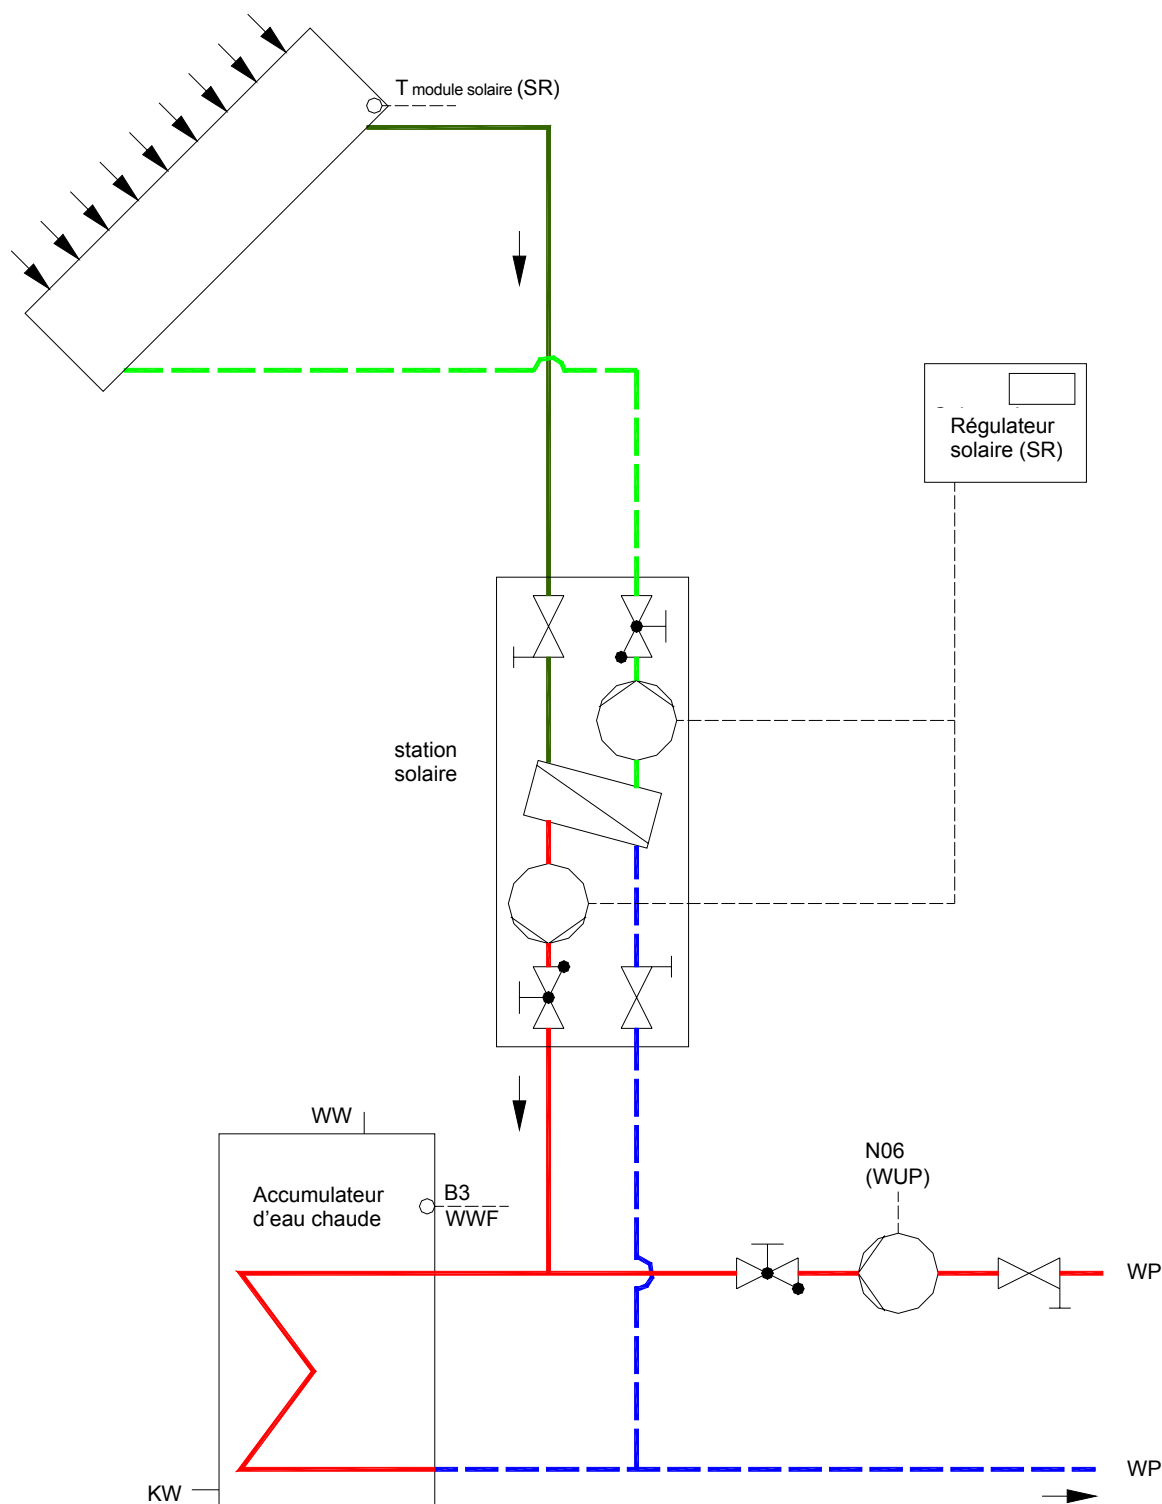 T module solaire (SR)
Régulateur
solaire (SR)
station
solaire
WW
Accumulateur
d'eau chaude
B3
WWF
N06
(WUP)
WP
WP
KW